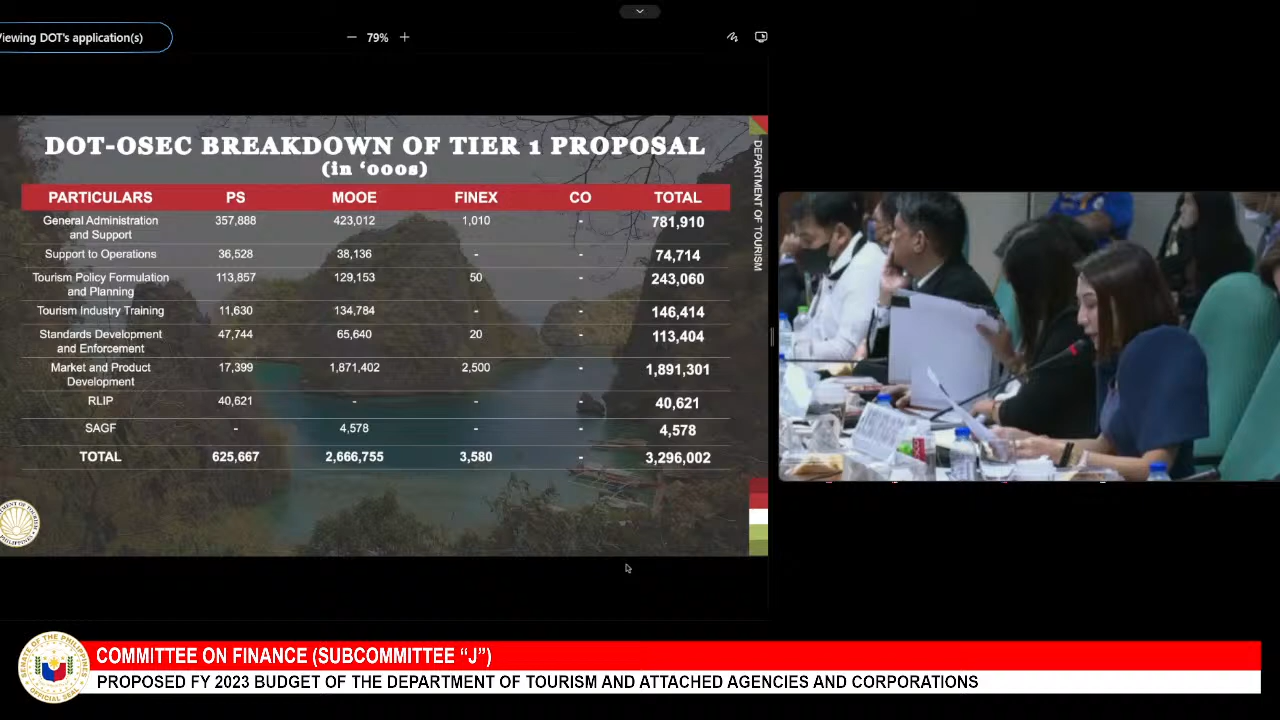 Viewing DOT's application(s)
79%
DOT-OSEC BREAKDOWN OF TIER 1 PROPOSAL
(in '000s)
PARTICULARS PS MOOE FINEX CO TOTAL
General Administration and Support 357,888 423,012 1,010 - 781,910
Support to Operations 36,528 38,136 - - 74,714
Tourism Policy Formulation and Planning 113,857 129,153 50 - 243,060
Tourism Industry Training 11,630 134,784 - - 146,414
Standards Development and Enforcement 47,744 65,640 20 - 113,404
Market and Product Development 17,399 1,871,402 2,500 - 1,891,301
RLIP 40,621 - - - 40,621
SAGF - 4,578 - - 4,578
TOTAL 625,667 2,666,755 3,580 - 3,296,002
DEPARTMENT OF TOURISM
COMMITTEE ON FINANCE (SUBCOMMITTEE “J”)
PROPOSED FY 2023 BUDGET OF THE DEPARTMENT OF TOURISM AND ATTACHED AGENCIES AND CORPORATIONS
SENATE OF THE PHILIPPINES
OFFICIAL SEAL